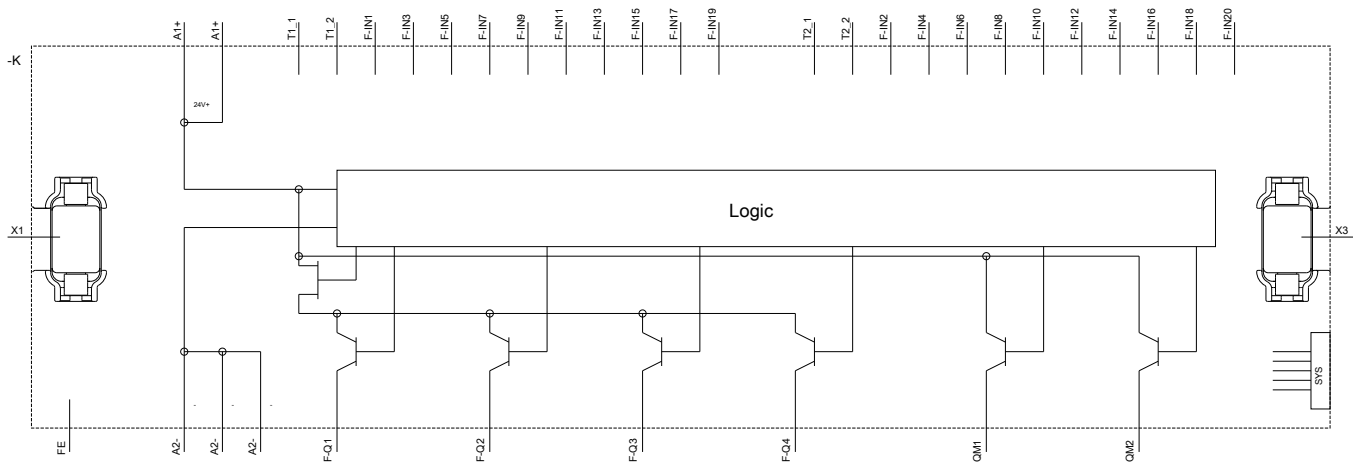 A1+
A1+
T1_1
T1_2
F-IN1
F-IN3
F-IN5
F-IN7
F-IN9
F-IN11
F-IN13
F-IN15
F-IN17
F-IN19
T2_1
T2_2
F-IN2
F-IN4
F-IN6
F-IN8
F-IN10
F-IN12
F-IN14
F-IN16
F-IN18
F-IN20
-K
24V+
Logic
X1
X3
SYS
-
-
-
FE
A2-
A2-
A2-
F-Q1
F-Q2
F-Q3
F-Q4
QM1
QM2